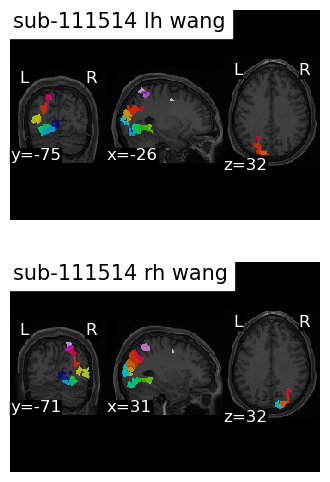 sub-111514 lh wang
L R
L R
y=-75 x=-26
z=32
sub-111514 rh wang
L R
L R
y=-71 x=31
z=32